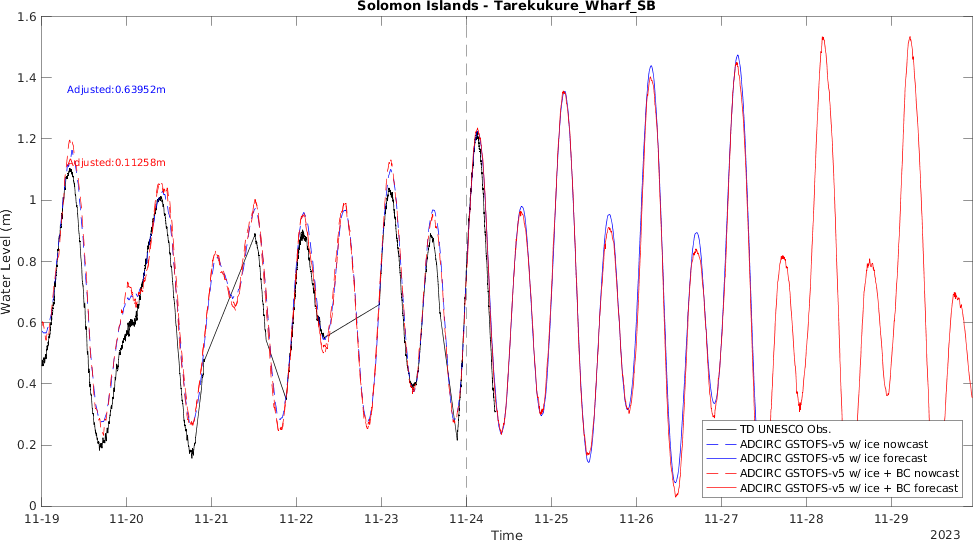 Solomon Islands - Tarekukure_Wharf_SB
Water Level (m)
1.6
1.4
1.2
1
0.8
0.6
0.4
0.2
0
Adjusted:0.63952m
Adjusted:0.11258m
TD UNESCO Obs.
ADCIRC GSTOFS-v5 w/ ice nowcast
ADCIRC GSTOFS-v5 w/ ice forecast
ADCIRC GSTOFS-v5 w/ ice + BC nowcast
ADCIRC GSTOFS-v5 w/ ice + BC forecast
11-19 11-20 11-21 11-22 11-23 11-24 11-25 11-26 11-27 11-28 11-29
Time
2023